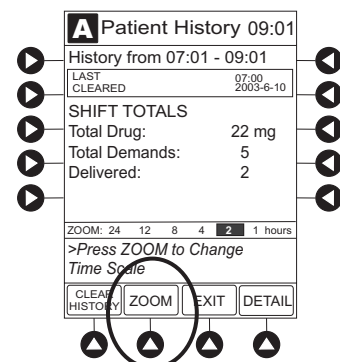 A Patient History 09:01
History from 07:01 - 09:01
LAST 07:00
CLEARED 2003-6-10
SHIFT TOTALS
Total Drug: 22 mg
Total Demands: 5
Delivered: 2
ZOOM: 24 12 8 4 2 1 hours
>Press ZOOM to Change
Time Scale
CLEAR HISTORY ZOOM EXIT DETAIL